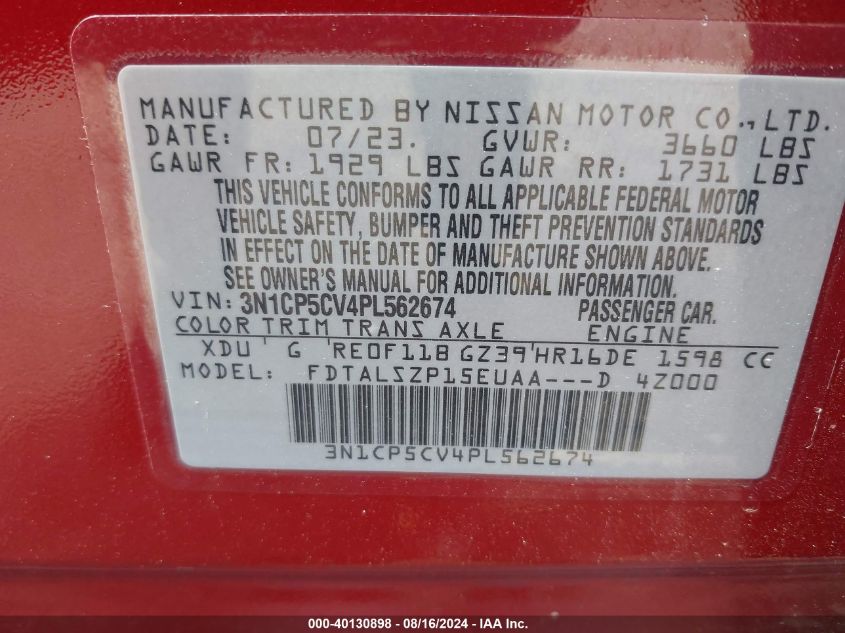 MANUFACTURED BY NISSAN MOTOR CO., LTD.
DATE: 07/23. GVWR: 3660 LBS
GAWR FR: 1929 LBS GAWR RR: 1731 LBS
THIS VEHICLE CONFORMS TO ALL APPLICABLE FEDERAL MOTOR
VEHICLE SAFETY, BUMPER AND THEFT PREVENTION STANDARDS
IN EFFECT ON THE DATE OF MANUFACTURE SHOWN ABOVE.
SEE OWNER'S MANUAL FOR ADDITIONAL INFORMATION.
VIN: 3N1CP5CV4PL562674 PASSENGER CAR.
COLOR TRIM TRANS AXLE ENGINE
XDU ' G 'RE0F11B GZ39'HR16DE 1598 CC
MODEL: FDTALSZP15EUAA---D 4Z000
3N1CP5CV4PL562674
000-40130898 - 08/16/2024 - IAA Holdings, LLC.